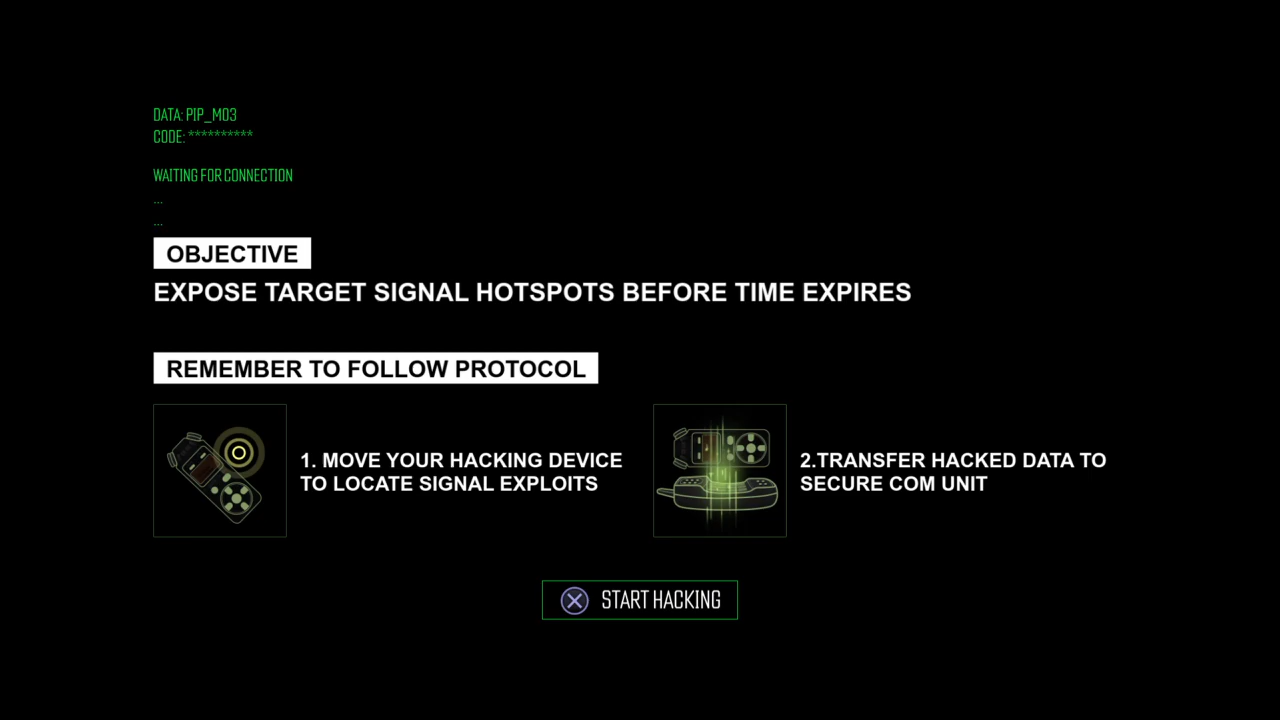 DATA: PIP_M03
CODE: **********
WAITING FOR CONNECTION
...
...
OBJECTIVE
EXPOSE TARGET SIGNAL HOTSPOTS BEFORE TIME EXPIRES
REMEMBER TO FOLLOW PROTOCOL
1. MOVE YOUR HACKING DEVICE
TO LOCATE SIGNAL EXPLOITS
2.TRANSFER HACKED DATA TO
SECURE COM UNIT
START HACKING